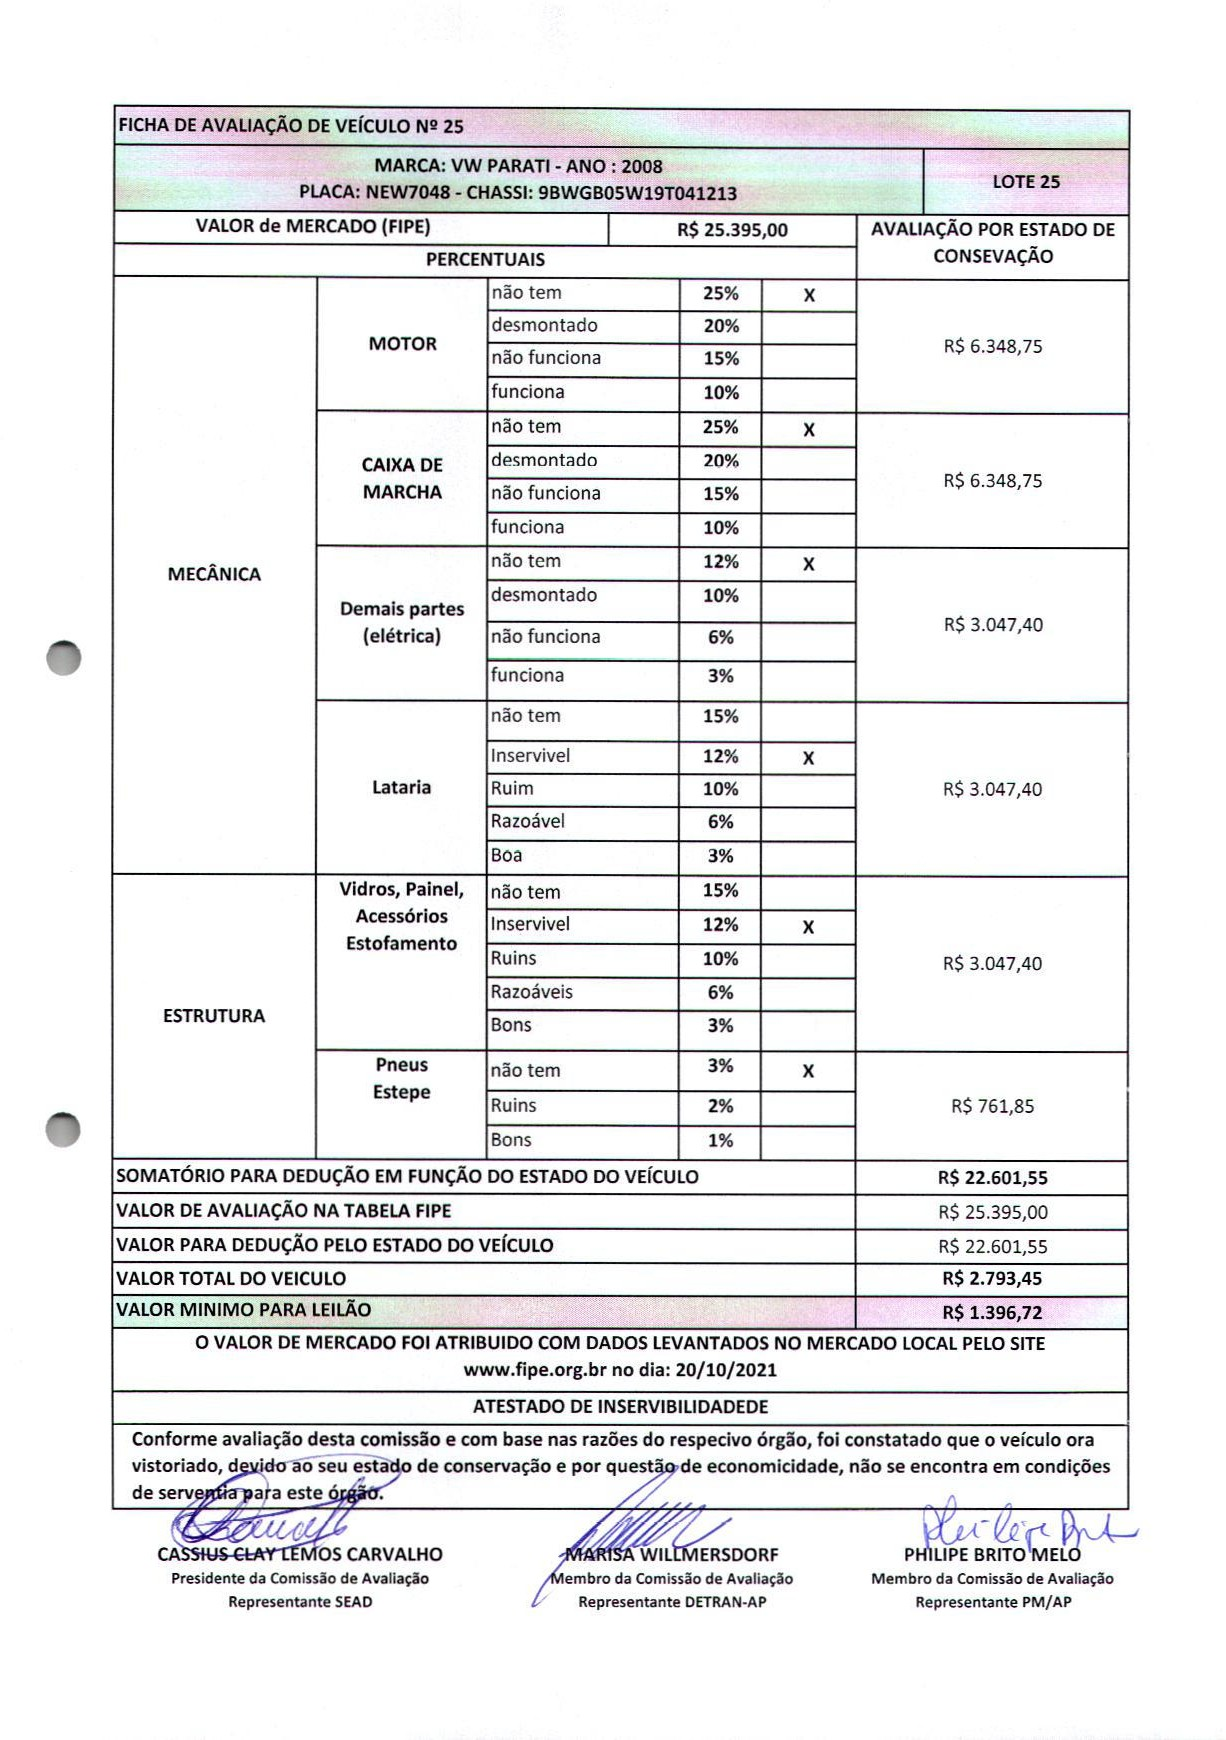 FICHA DE AVALIAÇÃO DE VEÍCULO Nº 25
MARCA: VW PARATI - ANO : 2008
PLACA: NEW7048 - CHASSI: 9BWGB05W19T041213
LOTE 25
VALOR de MERCADO (FIPE)
R$ 25.395,00
AVALIAÇÃO POR ESTADO DE
CONSEVAÇÃO
PERCENTUAIS
MECÂNICA
MOTOR
não tem 25% X
desmontado 20%
não funciona 15%
funciona 10%
R$ 6.348,75
CAIXA DE
MARCHA
não tem 25% X
desmontado 20%
não funciona 15%
funciona 10%
R$ 6.348,75
Demais partes
(elétrica)
não tem 12% X
desmontado 10%
não funciona 6%
funciona 3%
R$ 3.047,40
Lataria
não tem 15%
Inservivel 12% X
Ruim 10%
Razoável 6%
Boa 3%
R$ 3.047,40
ESTRUTURA
Vidros, Painel,
Acessórios
Estofamento
não tem 15%
Inservivel 12% X
Ruins 10%
Razoáveis 6%
Bons 3%
R$ 3.047,40
Pneus
Estepe
não tem 3% X
Ruins 2%
Bons 1%
R$ 761,85
SOMATÓRIO PARA DEDUÇÃO EM FUNÇÃO DO ESTADO DO VEÍCULO R$ 22.601,55
VALOR DE AVALIAÇÃO NA TABELA FIPE R$ 25.395,00
VALOR PARA DEDUÇÃO PELO ESTADO DO VEÍCULO R$ 22.601,55
VALOR TOTAL DO VEICULO R$ 2.793,45
VALOR MINIMO PARA LEILÃO R$ 1.396,72
O VALOR DE MERCADO FOI ATRIBUIDO COM DADOS LEVANTADOS NO MERCADO LOCAL PELO SITE
www.fipe.org.br no dia: 20/10/2021
ATESTADO DE INSERVIBILIDADEDE
Conforme avaliação desta comissão e com base nas razões do respecivo órgão, foi constatado que o veículo ora
vistoriado, devido ao seu estado de conservação e por questão de economicidade, não se encontra em condições
de serventia para este órgão.
CASSIUS CLAY LEMOS CARVALHO
Presidente da Comissão de Avaliação
Representante SEAD
MARISA WILLMERSDORF
Membro da Comissão de Avaliação
Representante DETRAN-AP
PHILIPE BRITO MELO
Membro da Comissão de Avaliação
Representante PM/AP